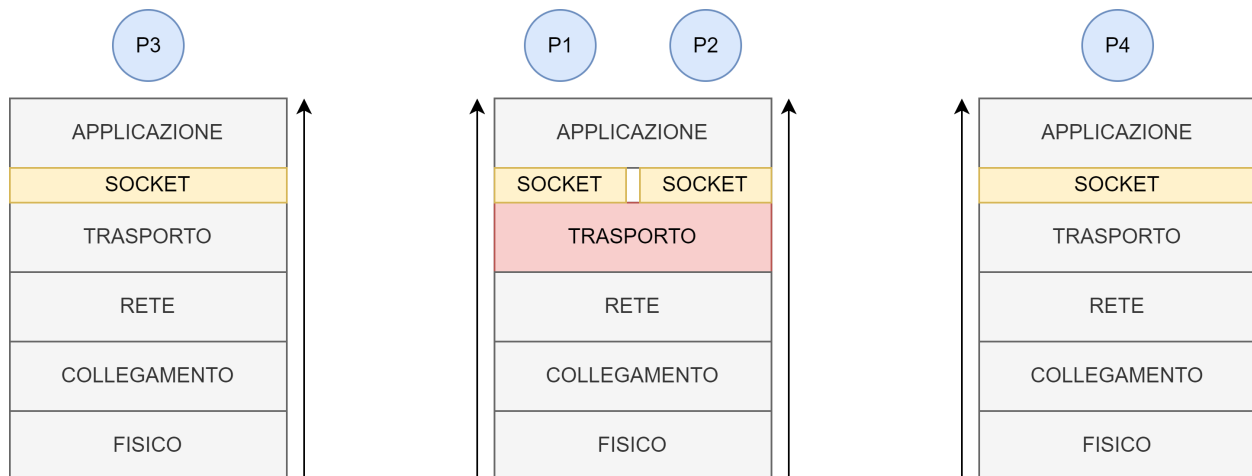 P3
P1
P2
P4
APPLICAZIONE
APPLICAZIONE
APPLICAZIONE
SOCKET
SOCKET
SOCKET
SOCKET
TRASPORTO
TRASPORTO
TRASPORTO
RETE
RETE
RETE
COLLEGAMENTO
COLLEGAMENTO
COLLEGAMENTO
FISICO
FISICO
FISICO